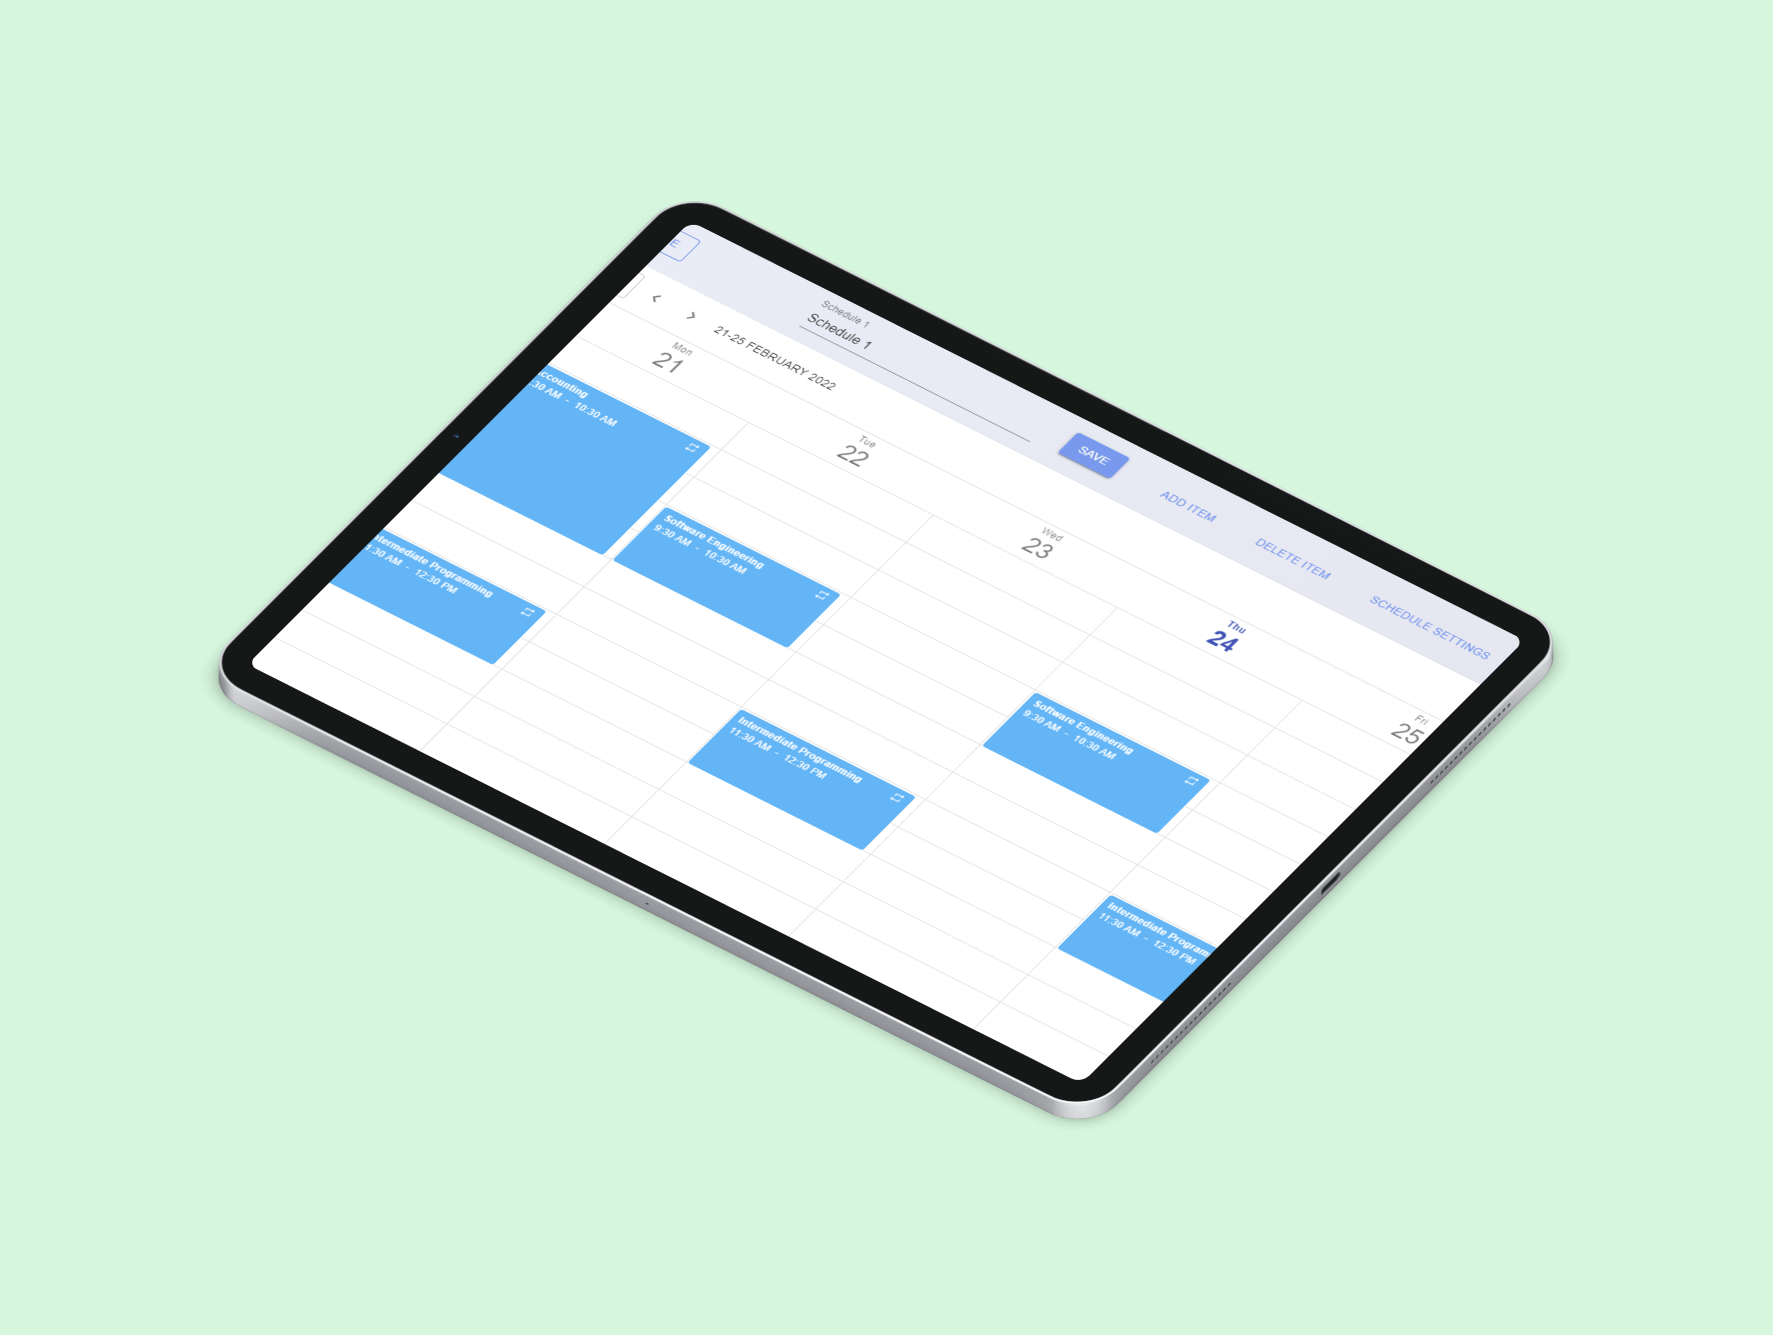 E
Schedule 1
Schedule 1
SAVE
ADD ITEM
DELETE ITEM
SCHEDULE SETTINGS
21-25 FEBRUARY 2022
Mon
21
Tue
22
Wed
23
Thu
24
Fri
25
ccounting
:30 AM - 10:30 AM
ntermediate Programming
1:30 AM - 12:30 PM
Software Engineering
9:30 AM - 10:30 AM
Intermediate Programming
11:30 AM - 12:30 PM
Software Engineering
9:30 AM - 10:30 AM
Intermediate Program
11:30 AM - 12:30 PM